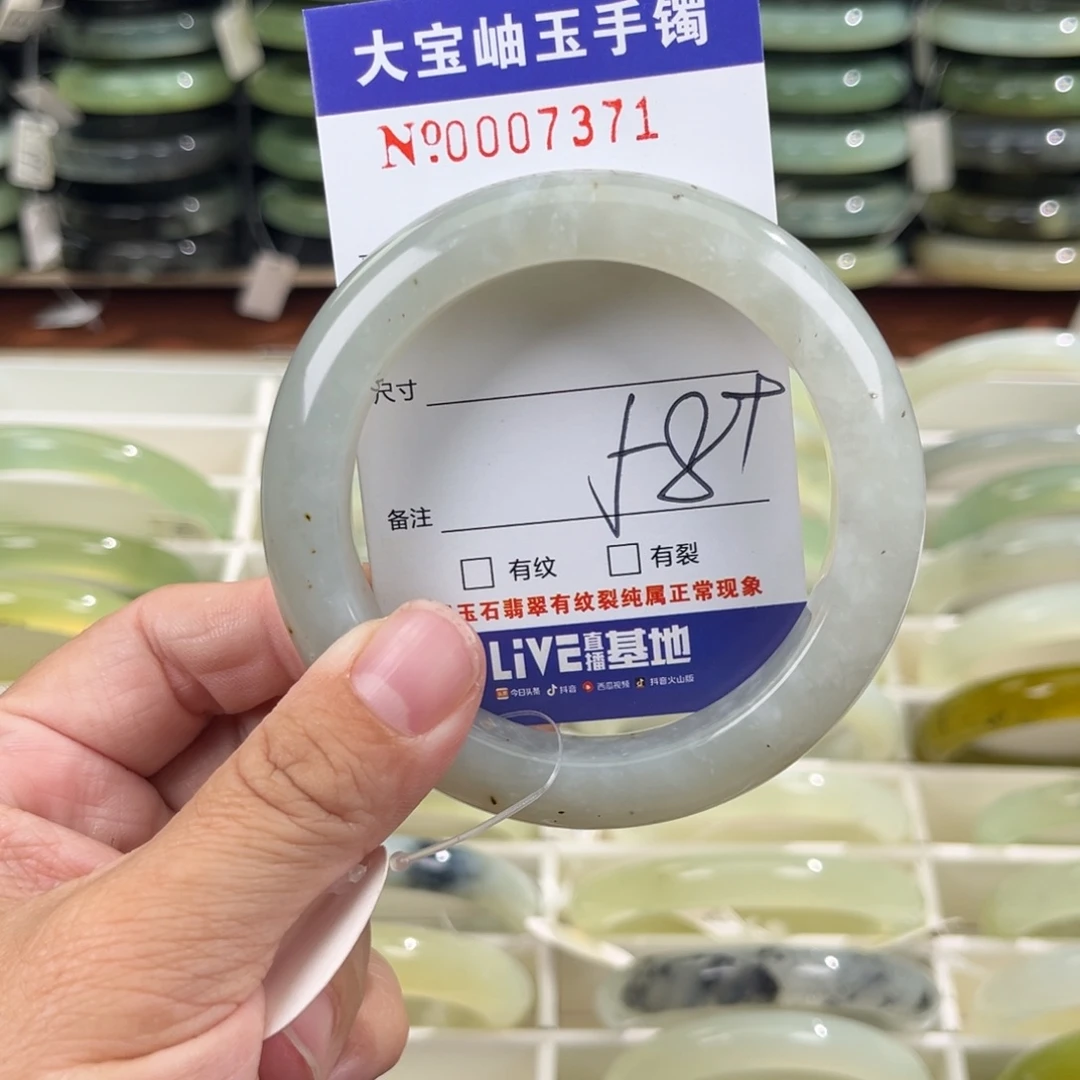 大宝岫玉手镯
№0007371
尺寸
58
备注
□ 有纹 □ 有裂
玉石翡翠有纹裂纯属正常现象
LiVE直播基地
今日头条 抖音 西瓜视频 抖音火山版